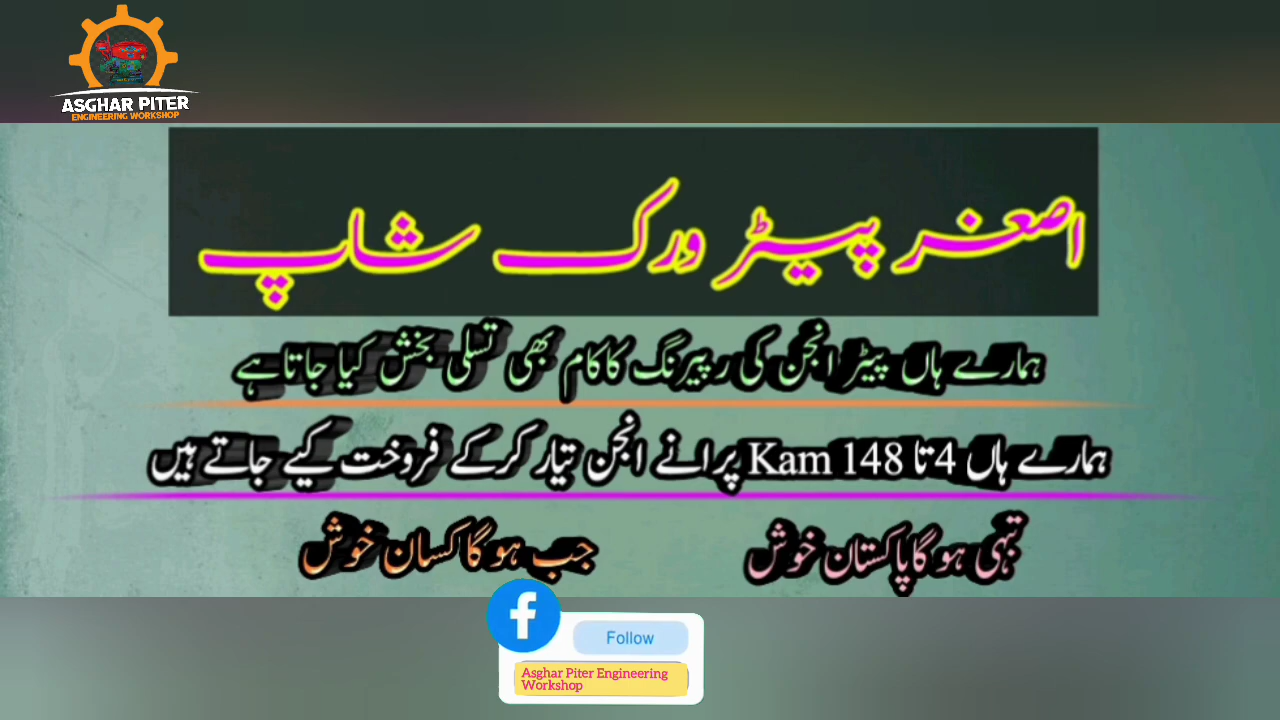 ASGHAR PITER
ENGINEERING WORKSHOP
اصغر پیٹر ورک شاپ
ہمارے ہاں پیٹر انجن کی رپیرنگ کا کام بھی تسلی بخش کیا جاتا ہے
ہمارے ہاں 4 تا 148 Kam پرانے انجن تیار کر کے فروخت کیے جاتے ہیں
تبہی ہو گا پاکستان خوش
جب ہو گا کسان خوش
Follow
Asghar Piter Engineering
Workshop